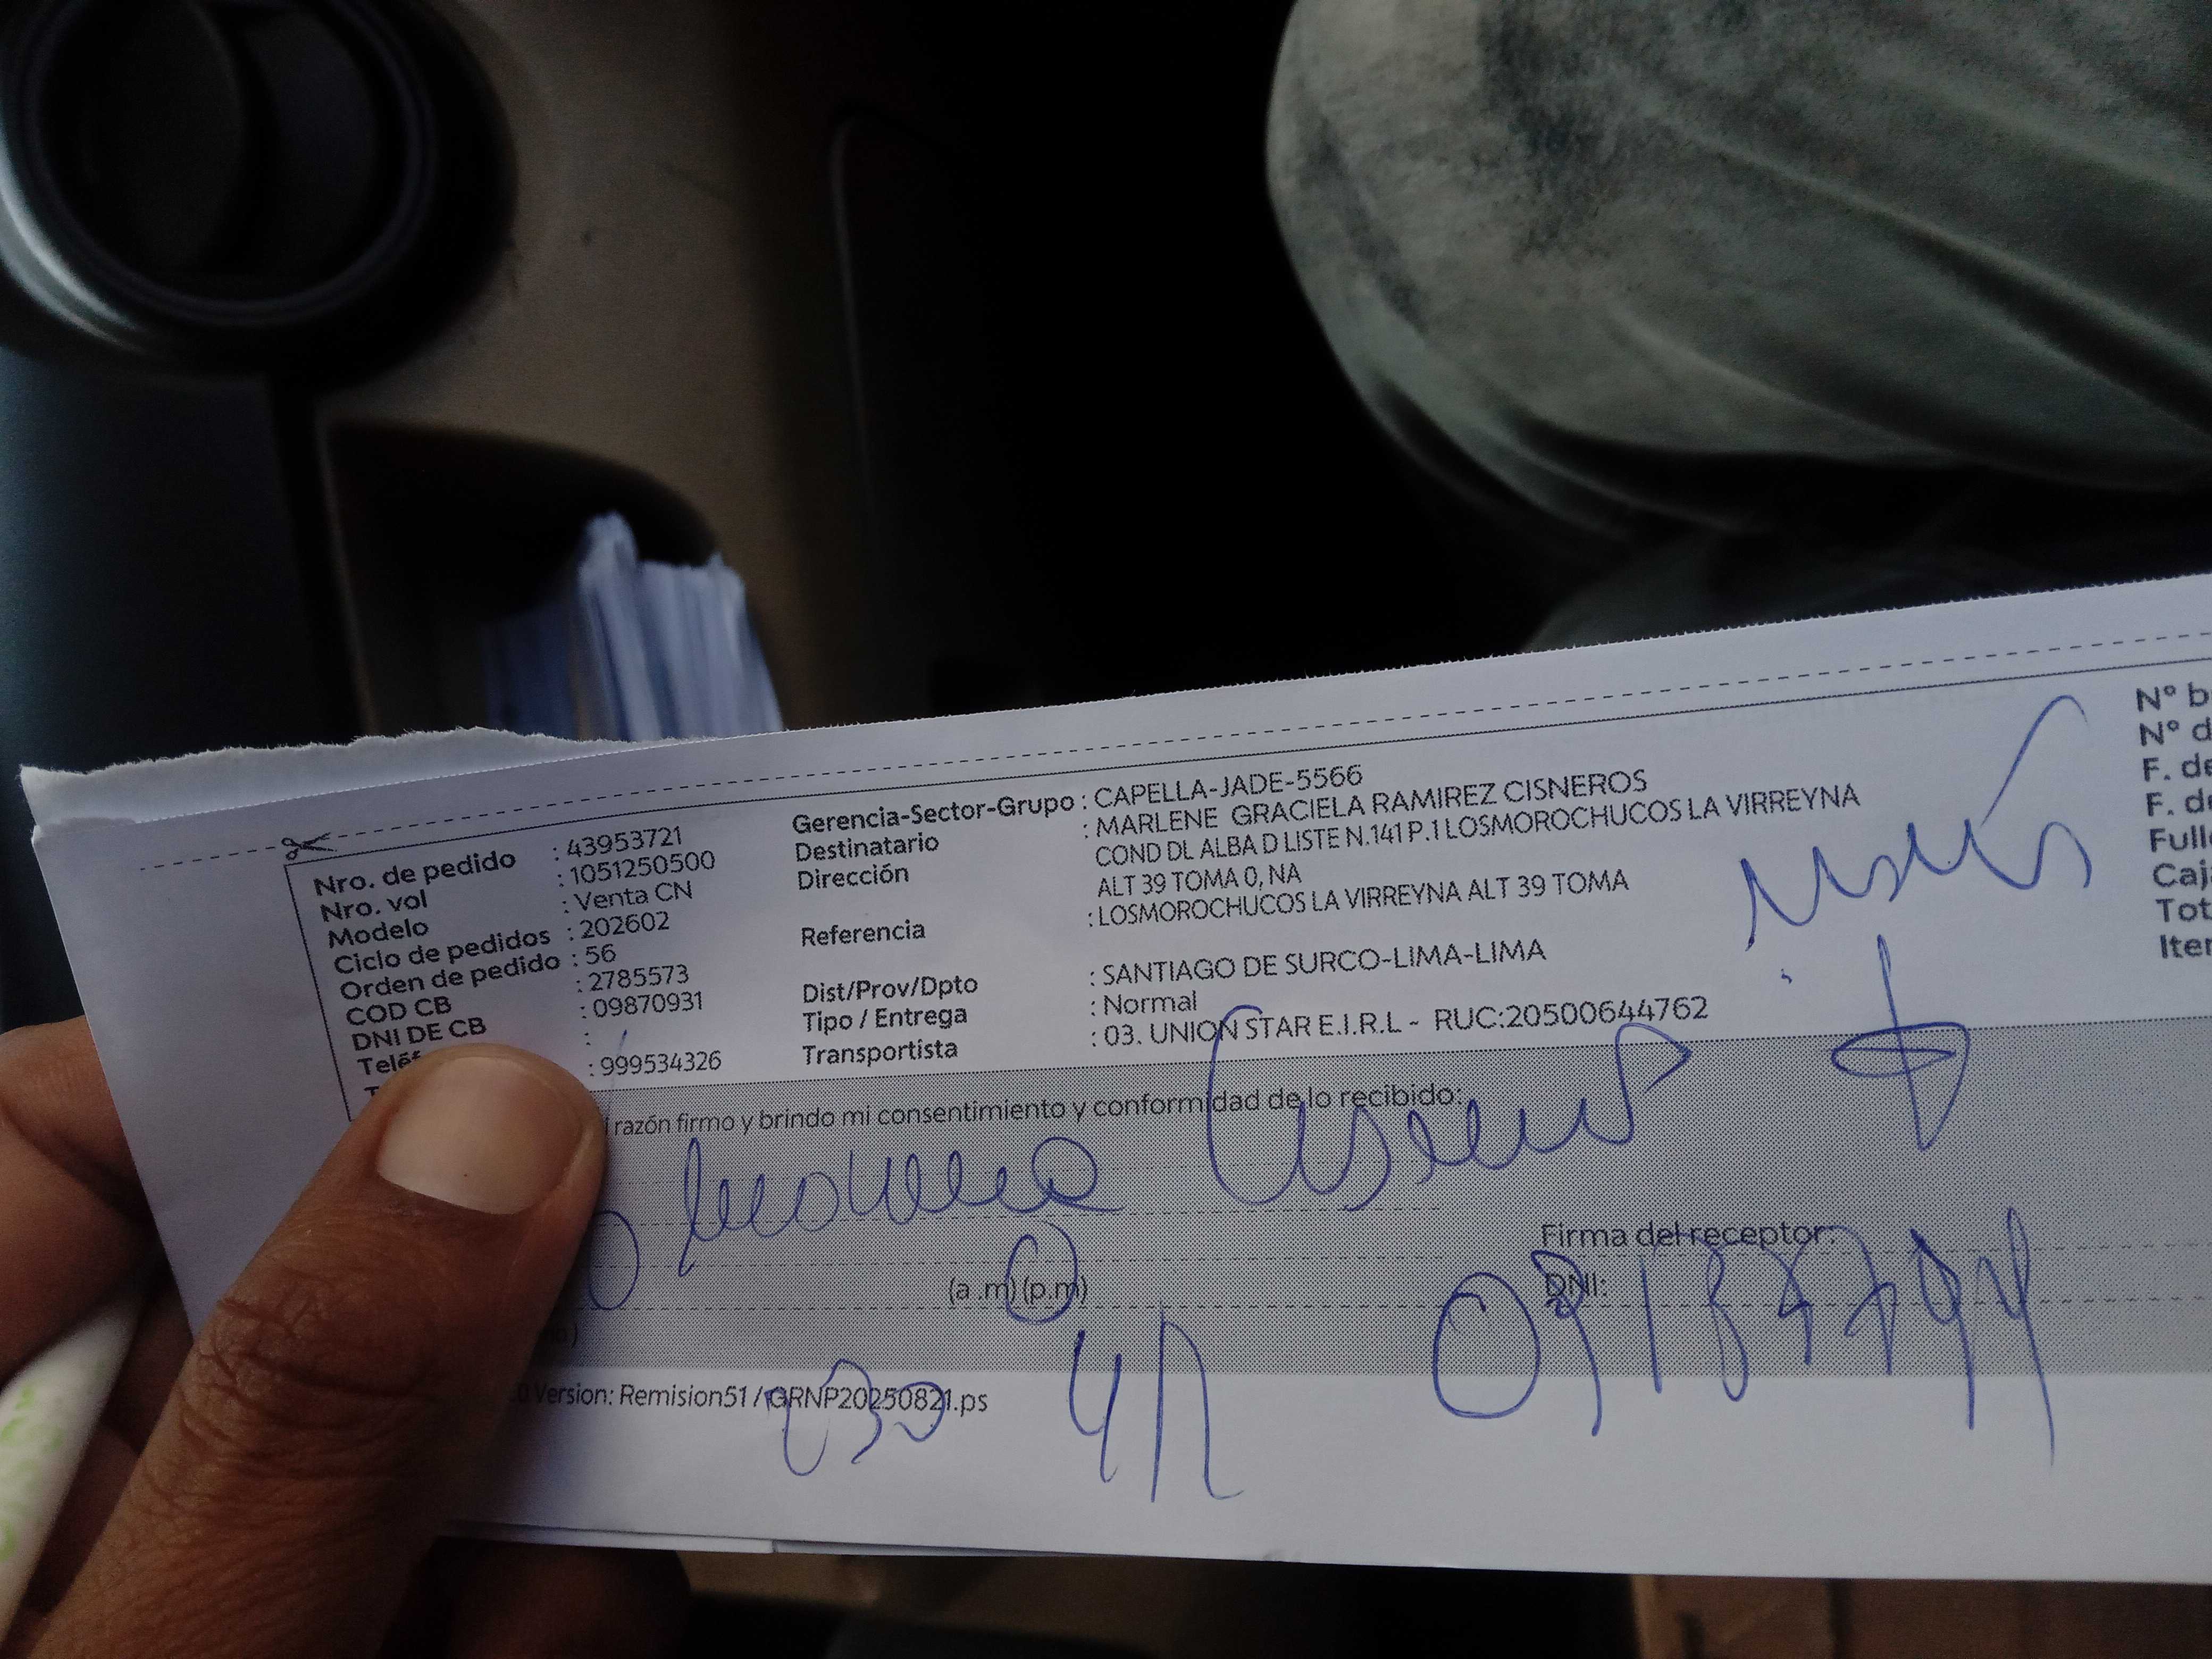 Nro. de pedido : 43953721
Nro. vol : 1051250500
Modelo : Venta CN
Ciclo de pedidos : 202602
Orden de pedido : 56
COD CB : 2785573
DNI DE CB : 09870931
Teléf :
: 999534326
Gerencia-Sector-Grupo : CAPELLA-JADE-5566
Destinatario : MARLENE GRACIELA RAMIREZ CISNEROS
Dirección COND DL ALBA D LISTE N.141 P.1 LOSMOROCHUCOS LA VIRREYNA
ALT 39 TOMA 0, NA
Referencia : LOSMOROCHUCOS LA VIRREYNA ALT 39 TOMA
Dist/Prov/Dpto : SANTIAGO DE SURCO-LIMA-LIMA
Tipo / Entrega : Normal
Transportista : 03. UNION STAR E.I.R.L - RUC:20500644762
N° b
N° d
F. de
F. d
Full
Caj
Tot
Iter
razón firmo y brindo mi consentimiento y conformidad de lo recibido:
Firma del receptor:
(a .m) (p.m)
DNI:
Version: Remision51 / GRNP20250821.ps